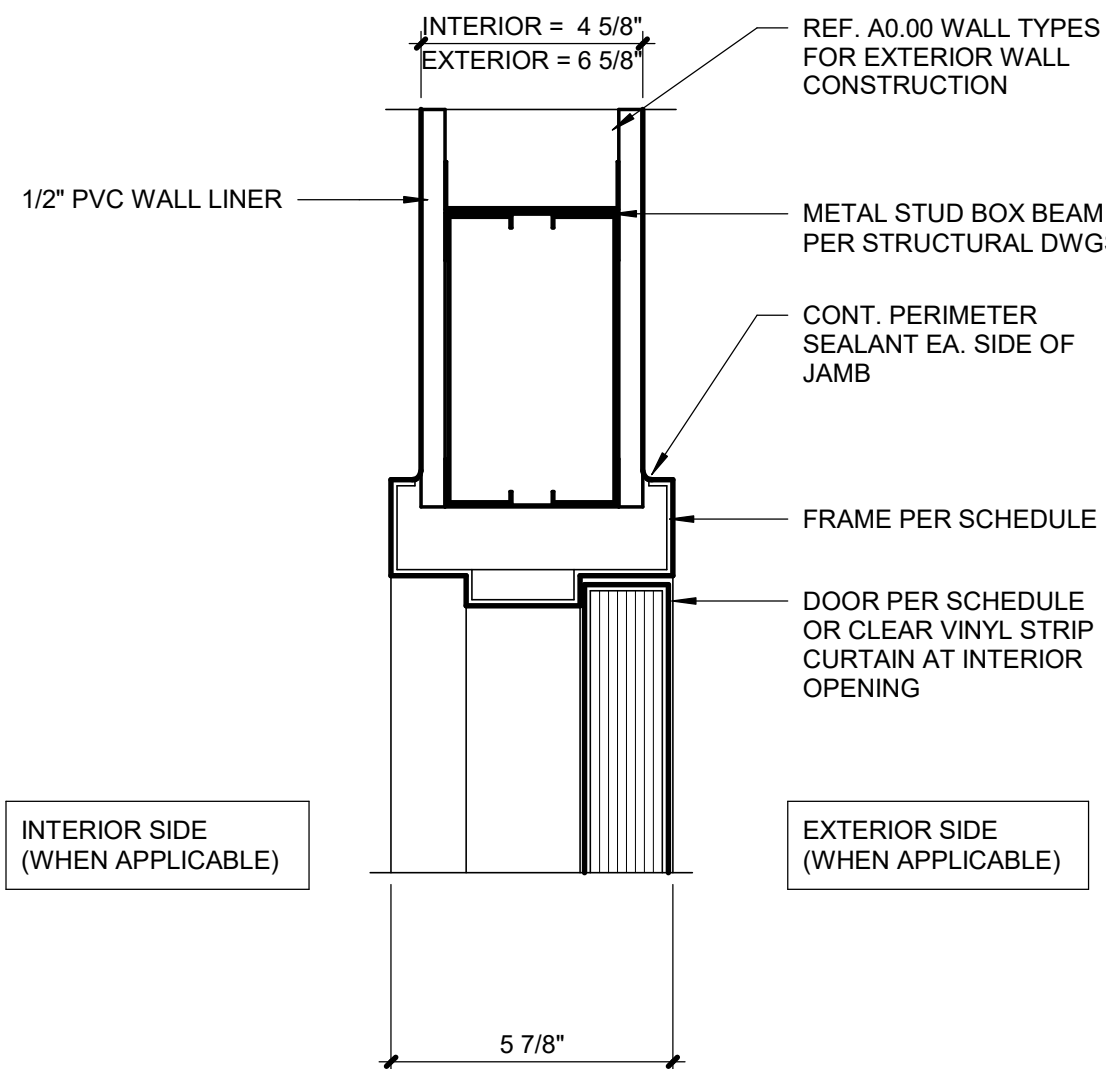 INTERIOR = 4 5/8"
EXTERIOR = 6 5/8"
REF. A0.00 WALL TYPES
FOR EXTERIOR WALL
CONSTRUCTION
1/2" PVC WALL LINER
METAL STUD BOX BEAM
PER STRUCTURAL
CONT. PERIMETER
SEALANT EA. SIDE OF
JAMB
FRAME PER SCHEDULE
DOOR PER SCHEDULE
OR CLEAR VINYL STRIP
CURTAIN AT INTERIOR
OPENING
INTERIOR SIDE
(WHEN APPLICABLE)
EXTERIOR SIDE
(WHEN APPLICABLE)
5 7/8"